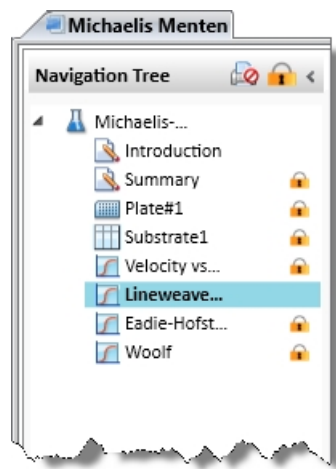 Michaelis Menten
Navigation Tree
Michaelis-...
Introduction
Summary
Plate#1
Substrate1
Velocity vs...
Lineweave...
Eadie-Hofst...
Woolf